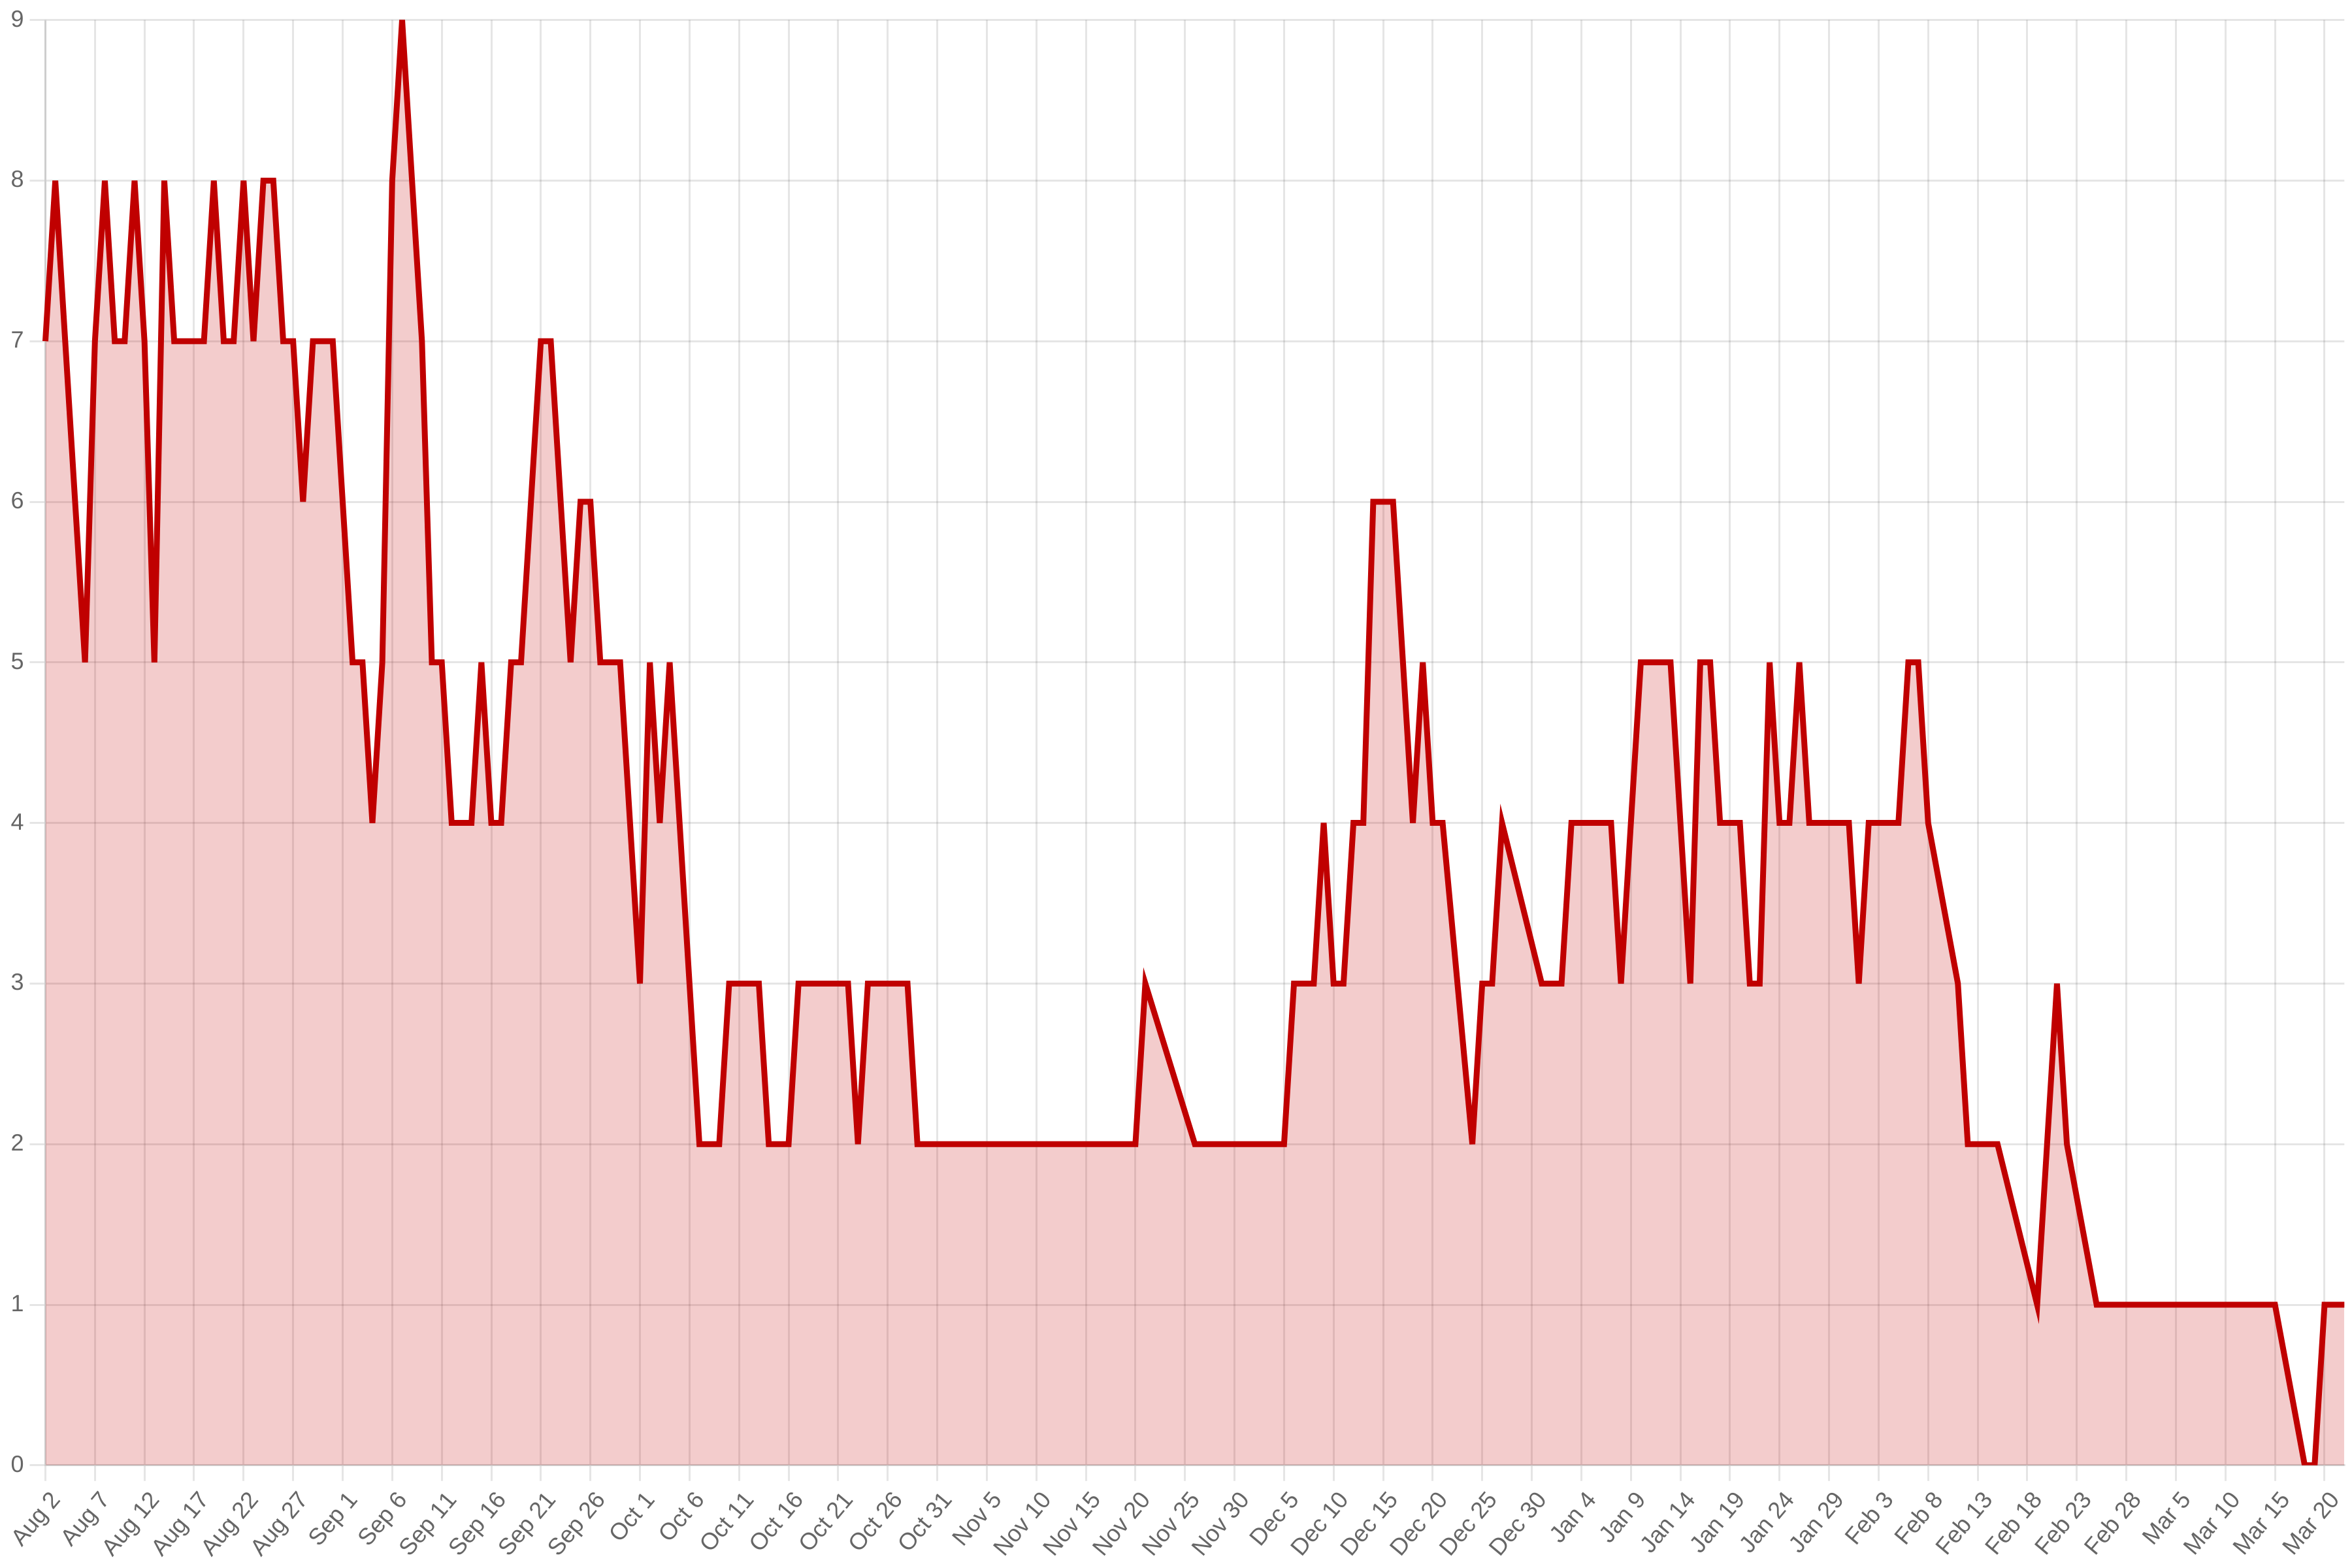 9
8
7
6
5
4
3
2
1
0
Aug 2
Aug 7
Aug 12
Aug 17
Aug 22
Aug 27
Sep 1
Sep 6
Sep 11
Sep 16
Sep 21
Sep 26
Oct 1
Oct 6
Oct 11
Oct 16
Oct 21
Oct 26
Oct 31
Nov 5
Nov 10
Nov 15
Nov 20
Nov 25
Nov 30
Dec 5
Dec 10
Dec 15
Dec 20
Dec 25
Dec 30
Jan 4
Jan 9
Jan 14
Jan 19
Jan 24
Jan 29
Feb 3
Feb 8
Feb 13
Feb 18
Feb 23
Feb 28
Mar 5
Mar 10
Mar 15
Mar 20